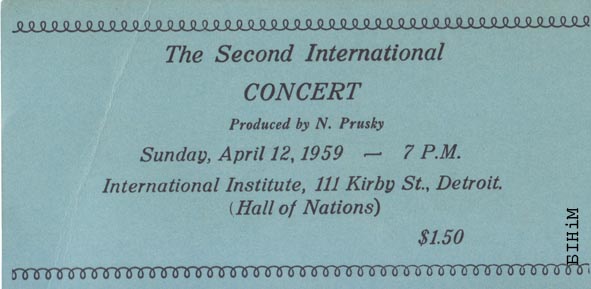 The Second International
CONCERT
Produced by N. Prusky
Sunday, April 12, 1959 — 7 P.M.
International Institute, 111 Kirby St., Detroit.
(Hall of Nations)
$1.50
BIHiM